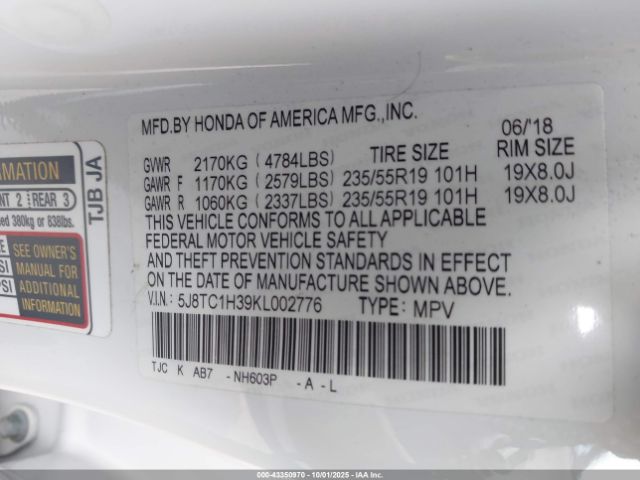 MFD.BY HONDA OF AMERICA MFG.,INC.
06/'18
GVWR 2170KG (4784LBS) TIRE SIZE RIM SIZE
GAWR F 1170KG (2579LBS) 235/55R19 101H 19X8.0J
GAWR R 1060KG (2337LBS) 235/55R19 101H 19X8.0J
THIS VEHICLE CONFORMS TO ALL APPLICABLE
FEDERAL MOTOR VEHICLE SAFETY
AND THEFT PREVENTION STANDARDS IN EFFECT
ON THE DATE OF MANUFACTURE SHOWN ABOVE.
V.I.N: 5J8TC1H39KL002776 TYPE: MPV
TJC K AB7 -NH603P -A-L
TJB JA
REAR 3
380kg or 838lbs.
SEE OWNER'S
MANUAL FOR
ADDITIONAL
INFORMATION
000-43350970 - 10/01/2025 - IAA, Inc.